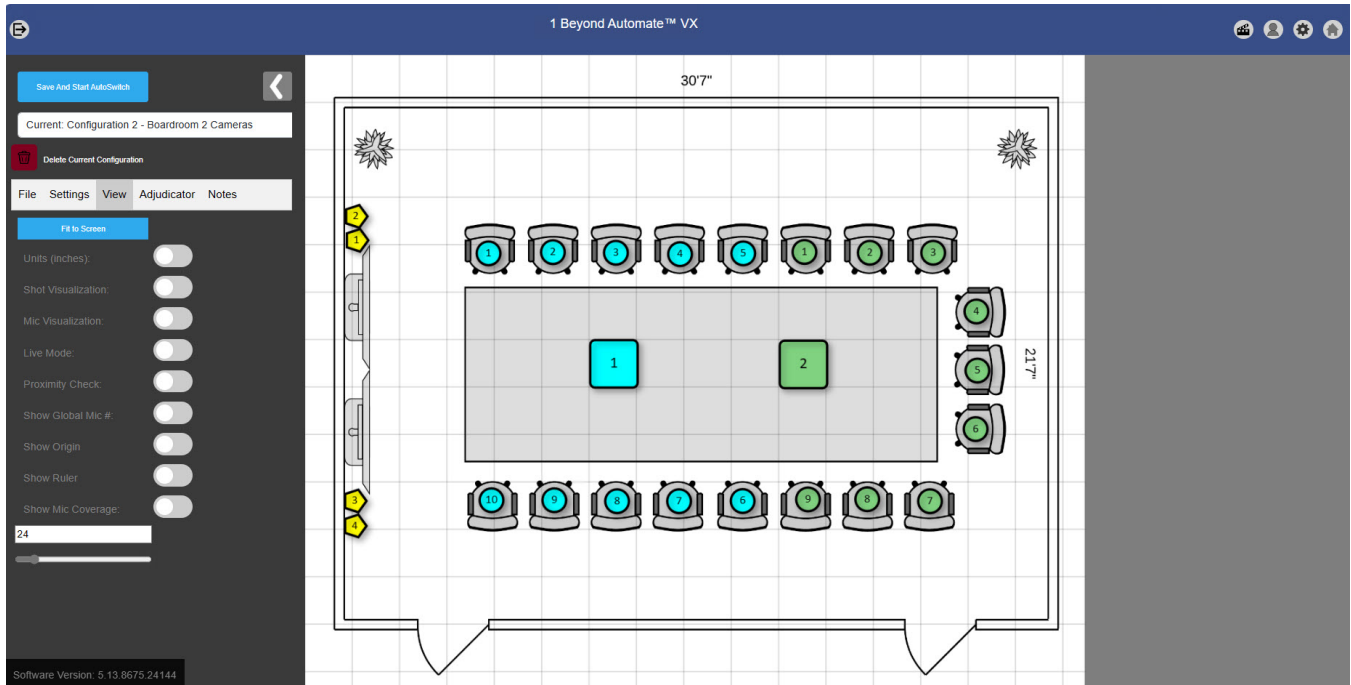 1 Beyond Automate™ VX
Save And Start AutoSwitch
Current: Configuration 2 - Boardroom 2 Cameras
Delete Current Configuration
File Settings View Adjudicator Notes
Fit to Screen
Units (inches):
Shot Visualization:
Mic Visualization:
Live Mode:
Proximity Check:
Show Global Mic #:
Show Origin
Show Ruler
Show Mic Coverage:
24
Software Version: 5.13.8675.24144
30'7"
2
1
1 2 3 4 5 1 2 3
4
1 2
5
21'7"
6
3
4
10 9 8 7 6 9 8 7